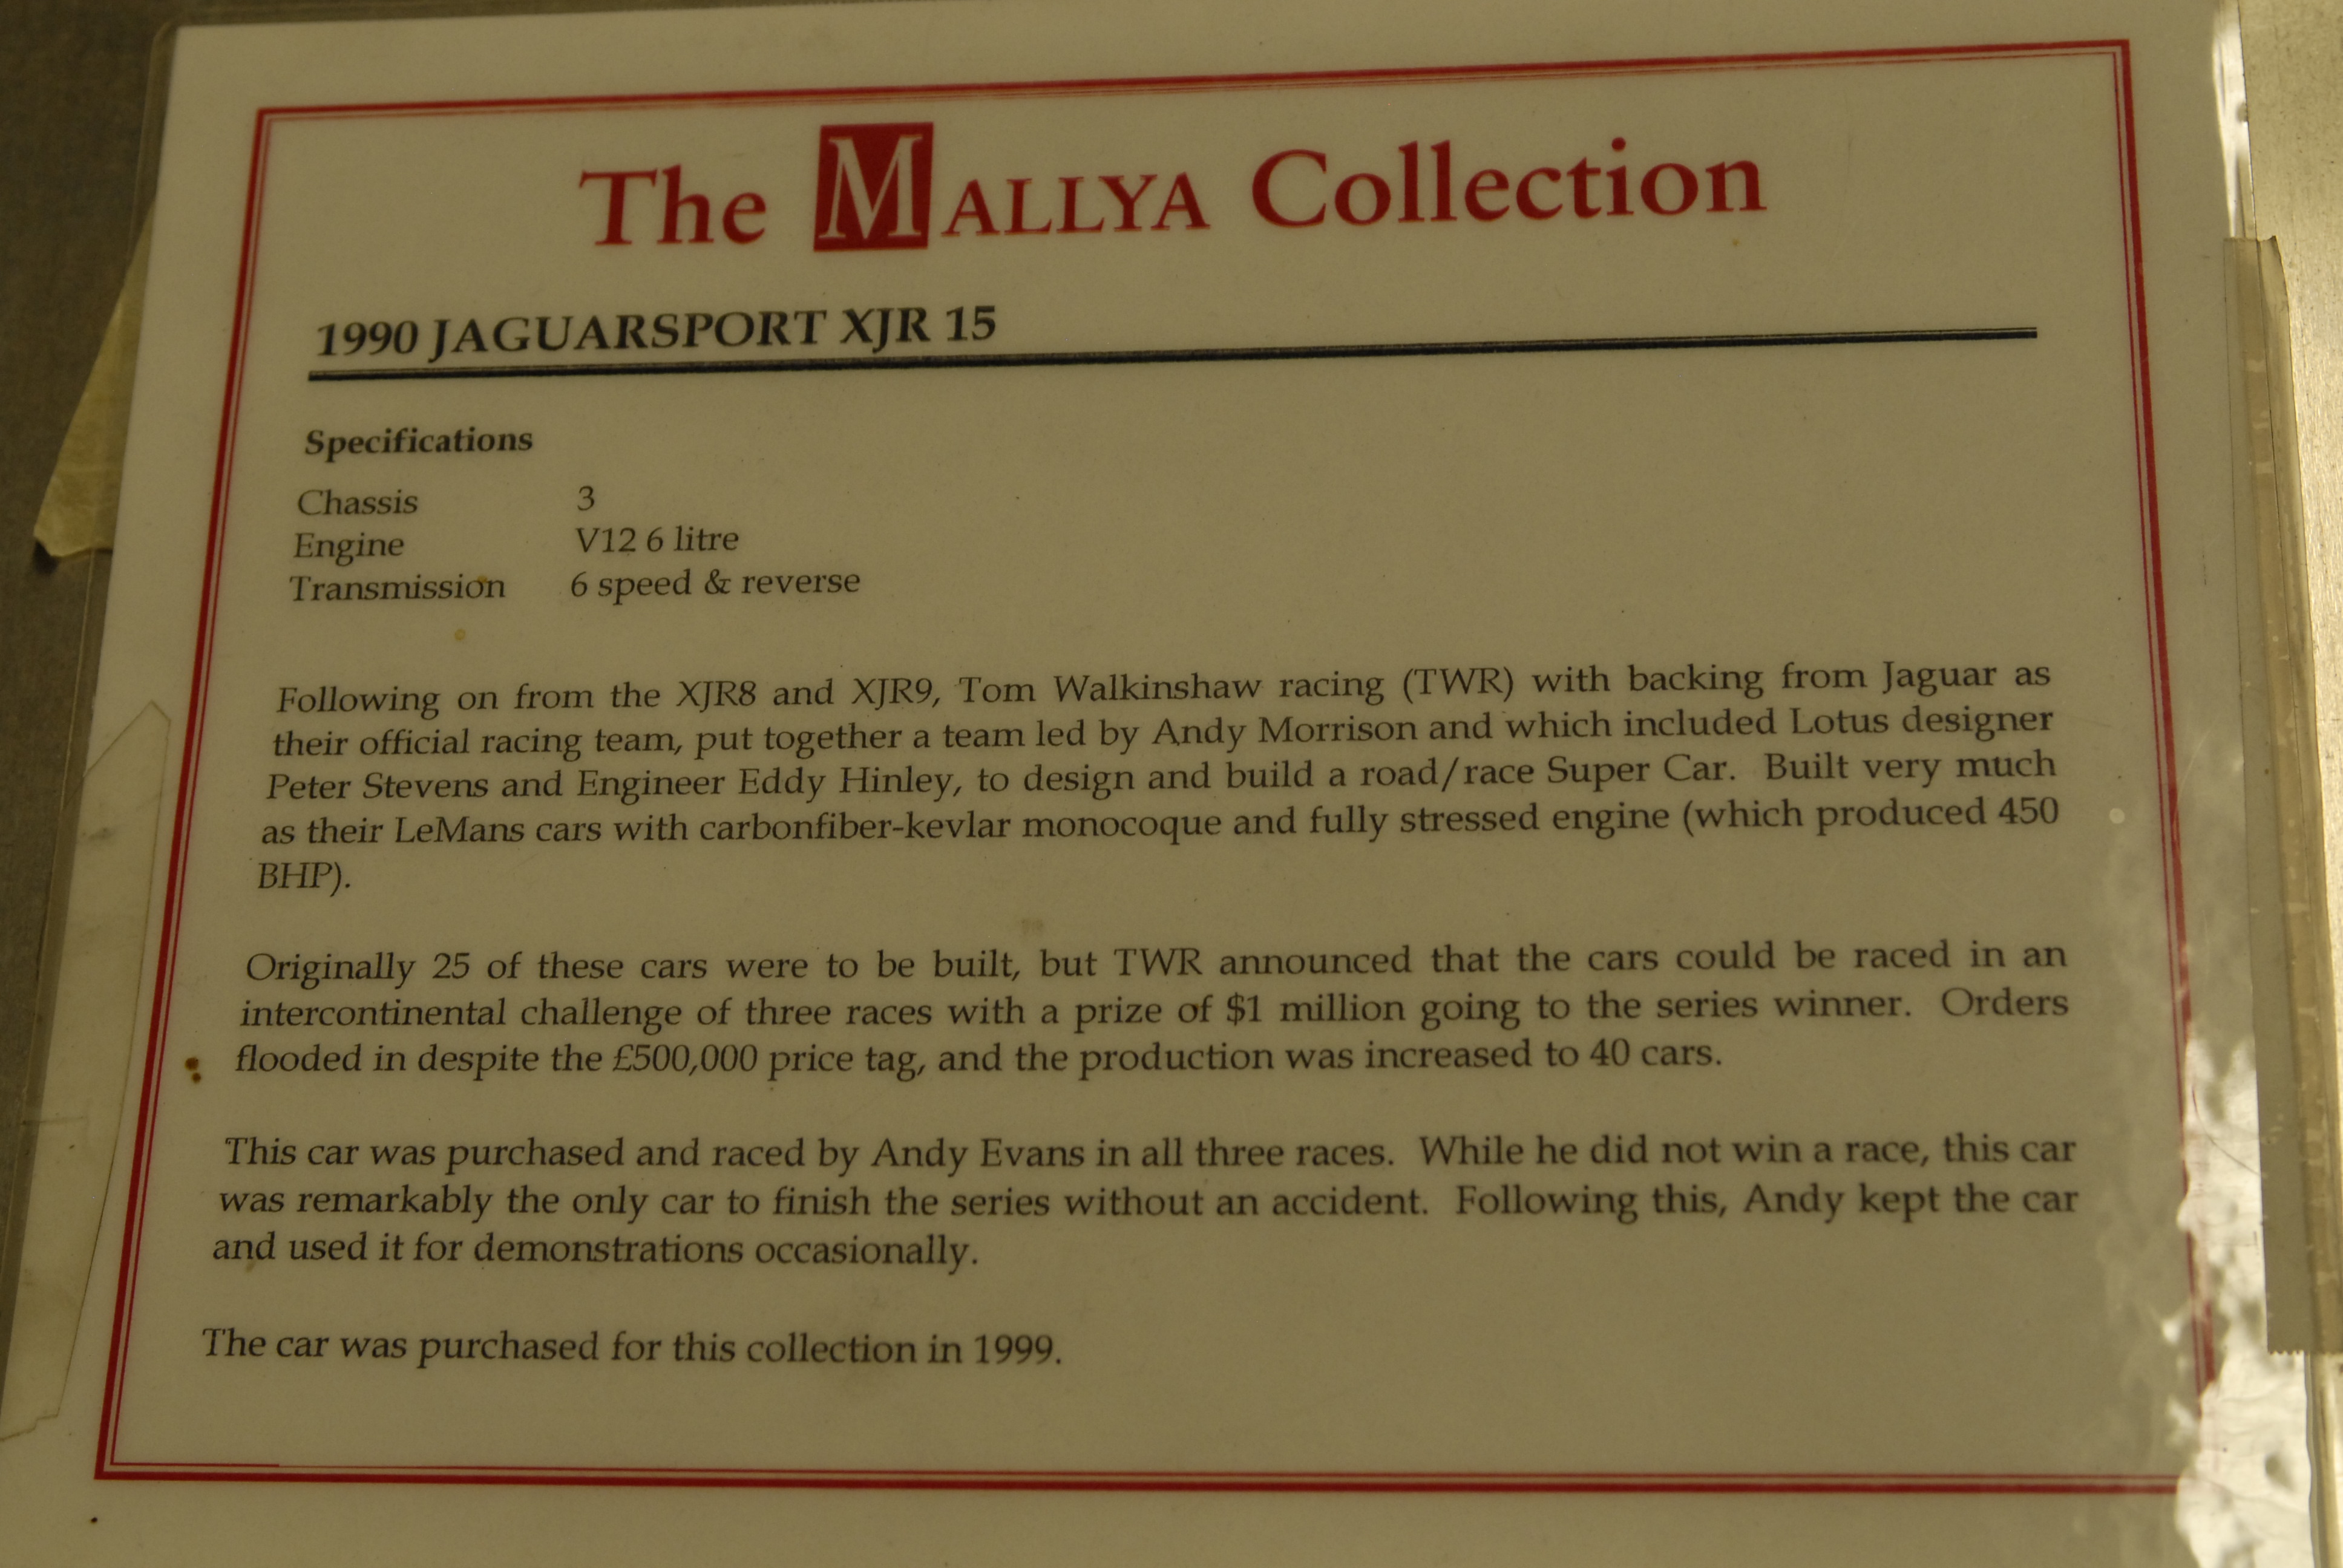 The MALLYA Collection
1990 JAGUARSPORT XJR 15
Specifications
Chassis 3
Engine V12 6 litre
Transmission 6 speed & reverse
Following on from the XJR8 and XJR9, Tom Walkinshaw racing (TWR) with backing from Jaguar as
their official racing team, put together a team led by Andy Morrison and which included Lotus designer
Peter Stevens and Engineer Eddy Hinley, to design and build a road/race Super Car. Built very much
as their LeMans cars with carbonfiber-kevlar monocoque and fully stressed engine (which produced 450
BHP).
Originally 25 of these cars were to be built, but TWR announced that the cars could be raced in an
intercontinental challenge of three races with a prize of $1 million going to the series winner. Orders
flooded in despite the £500,000 price tag, and the production was increased to 40 cars.
This car was purchased and raced by Andy Evans in all three races. While he did not win a race, this car
was remarkably the only car to finish the series without an accident. Following this, Andy kept the car
and used it for demonstrations occasionally.
The car was purchased for this collection in 1999.